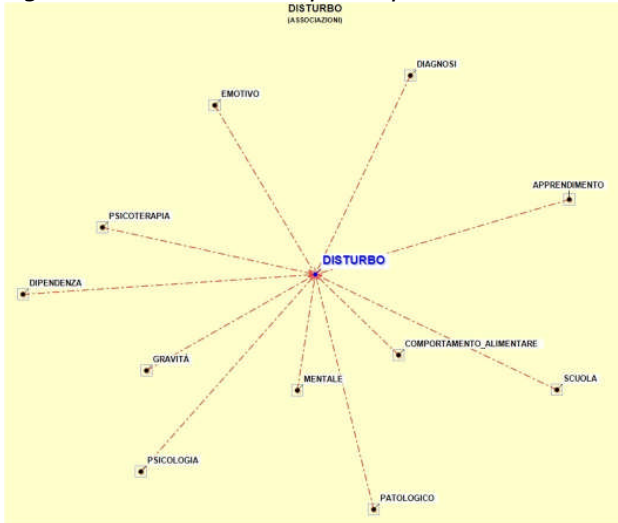 DISTURBO
(ASSOCIAZIONI)
DIAGNOSI
EMOTIVO
APPRENDIMENTO
PSICOTERAPIA
DISTURBO
DIPENDENZA
COMPORTAMENTO_ALIMENTARE
GRAVITÀ
MENTALE
SCUOLA
PSICOLOGIA
PATOLOGICO